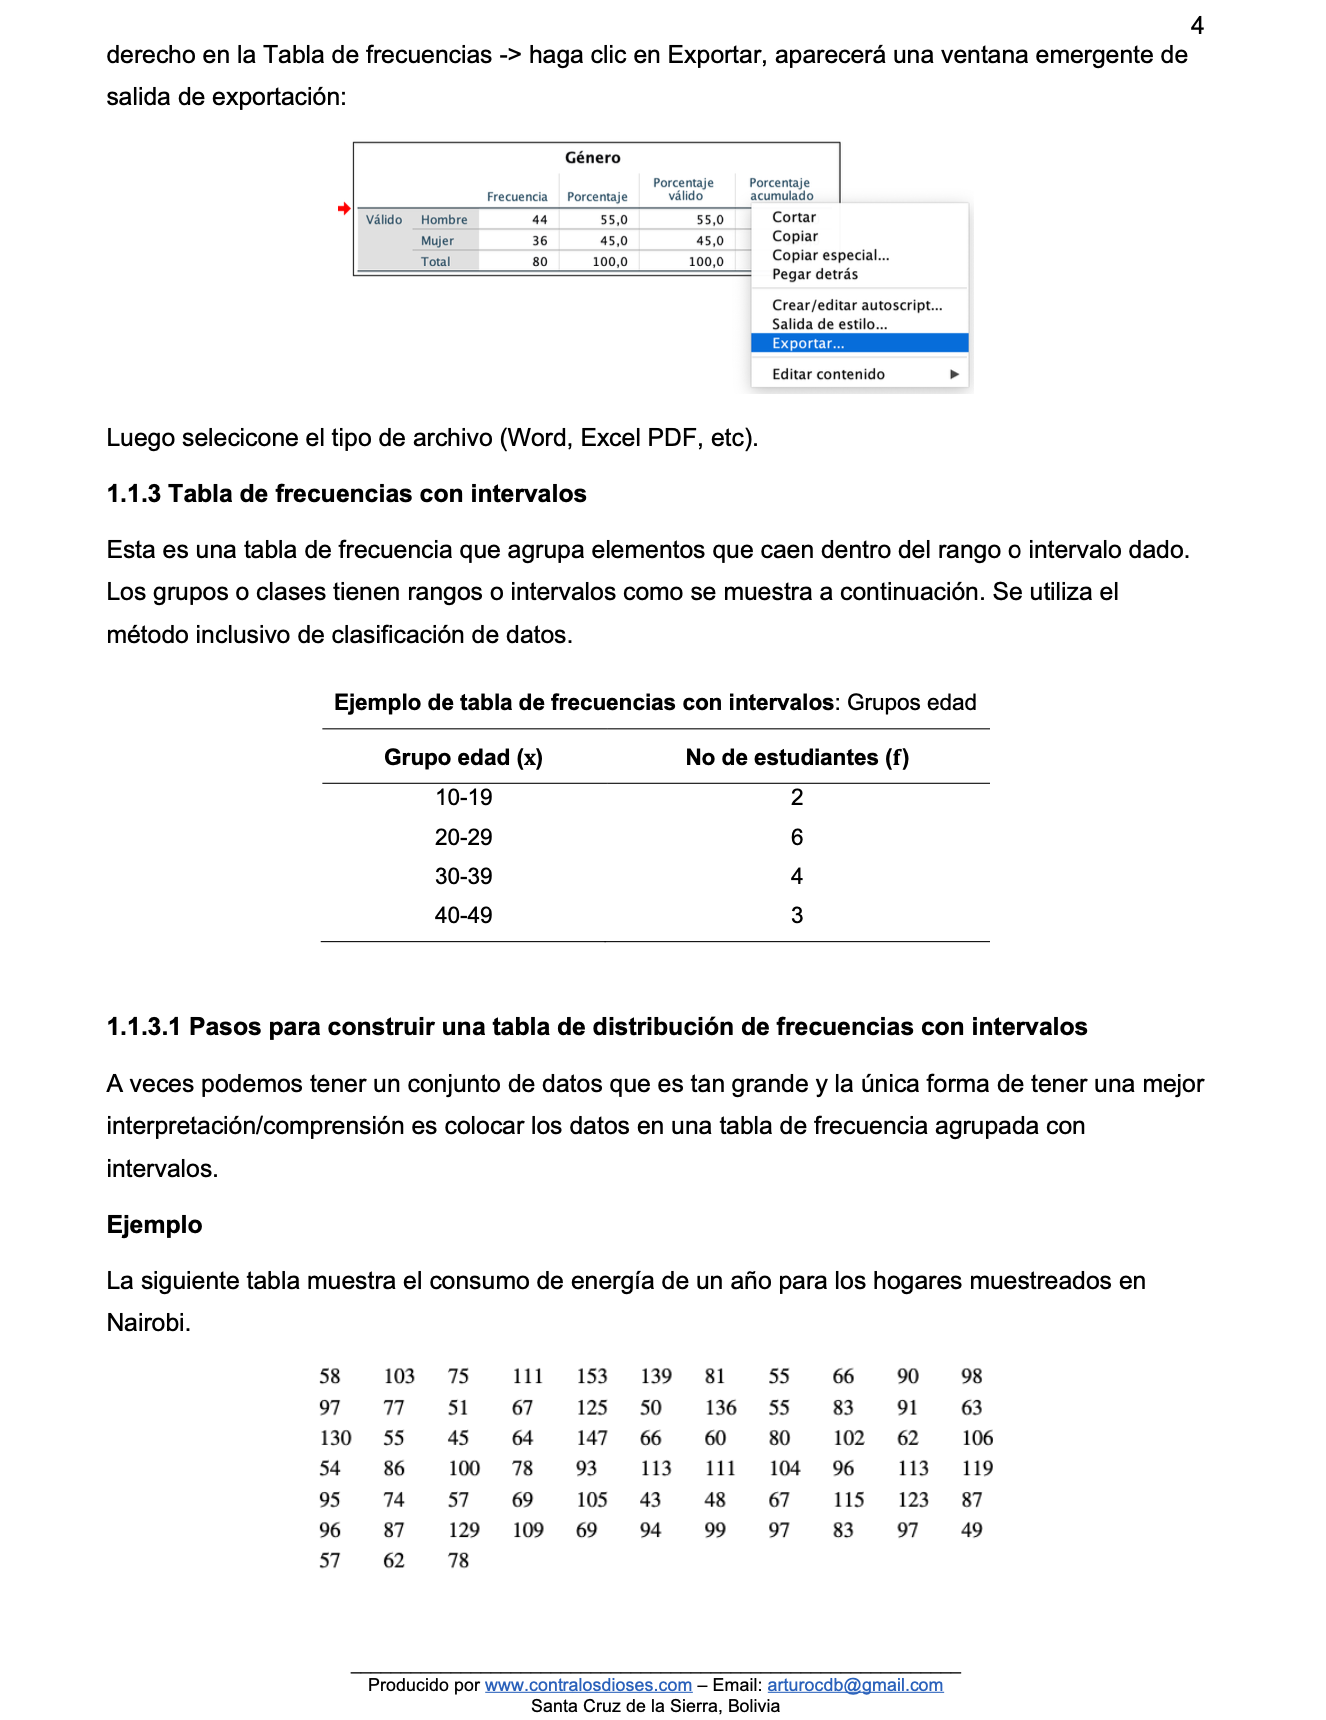 4
derecho en la Tabla de frecuencias -> haga clic en Exportar, aparecerá una ventana emergente de
salida de exportación:
Género
Frecuencia Porcentaje Porcentaje válido Porcentaje acumulado
Válido Hombre 44 55,0 55,0
Mujer 36 45,0 45,0
Total 80 100,0 100,0
Cortar
Copiar
Copiar especial...
Pegar detrás
Crear/editar autoscript...
Salida de estilo...
Exportar...
Editar contenido
Luego selecicone el tipo de archivo (Word, Excel PDF, etc).
1.1.3 Tabla de frecuencias con intervalos
Esta es una tabla de frecuencia que agrupa elementos que caen dentro del rango o intervalo dado.
Los grupos o clases tienen rangos o intervalos como se muestra a continuación. Se utiliza el
método inclusivo de clasificación de datos.
Ejemplo de tabla de frecuencias con intervalos: Grupos edad
Grupo edad (x) No de estudiantes (f)
10-19 2
20-29 6
30-39 4
40-49 3
1.1.3.1 Pasos para construir una tabla de distribución de frecuencias con intervalos
A veces podemos tener un conjunto de datos que es tan grande y la única forma de tener una mejor
interpretación/comprensión es colocar los datos en una tabla de frecuencia agrupada con
intervalos.
Ejemplo
La siguiente tabla muestra el consumo de energía de un año para los hogares muestreados en
Nairobi.
58 103 75 111 153 139 81 55 66 90 98
97 77 51 67 125 50 136 55 83 91 63
130 55 45 64 147 66 60 80 102 62 106
54 86 100 78 93 113 111 104 96 113 119
95 74 57 69 105 43 48 67 115 123 87
96 87 129 109 69 94 99 97 83 97 49
57 62 78
Producido por www.contralosdioses.com – Email: arturocdb@gmail.com
Santa Cruz de la Sierra, Bolivia